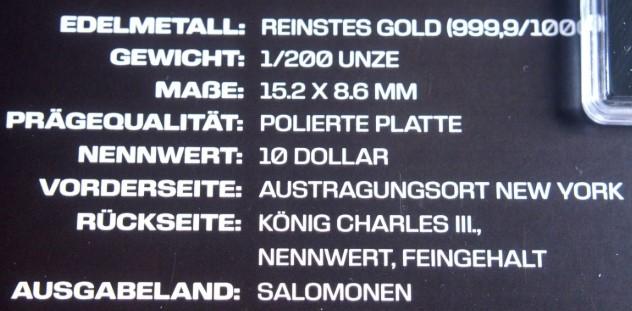 EDELMETALL: REINSTES GOLD (999,9/1000)
GEWICHT: 1/200 UNZE
MAßE: 15.2 X 8.6 MM
PRÄGEQUALITÄT: POLIERTE PLATTE
NENNWERT: 10 DOLLAR
VORDERSEITE: AUSTRAGUNGSORT NEW YORK
RÜCKSEITE: KÖNIG CHARLES III.,
NENNWERT, FEINGEHALT
AUSGABELAND: SALOMONEN